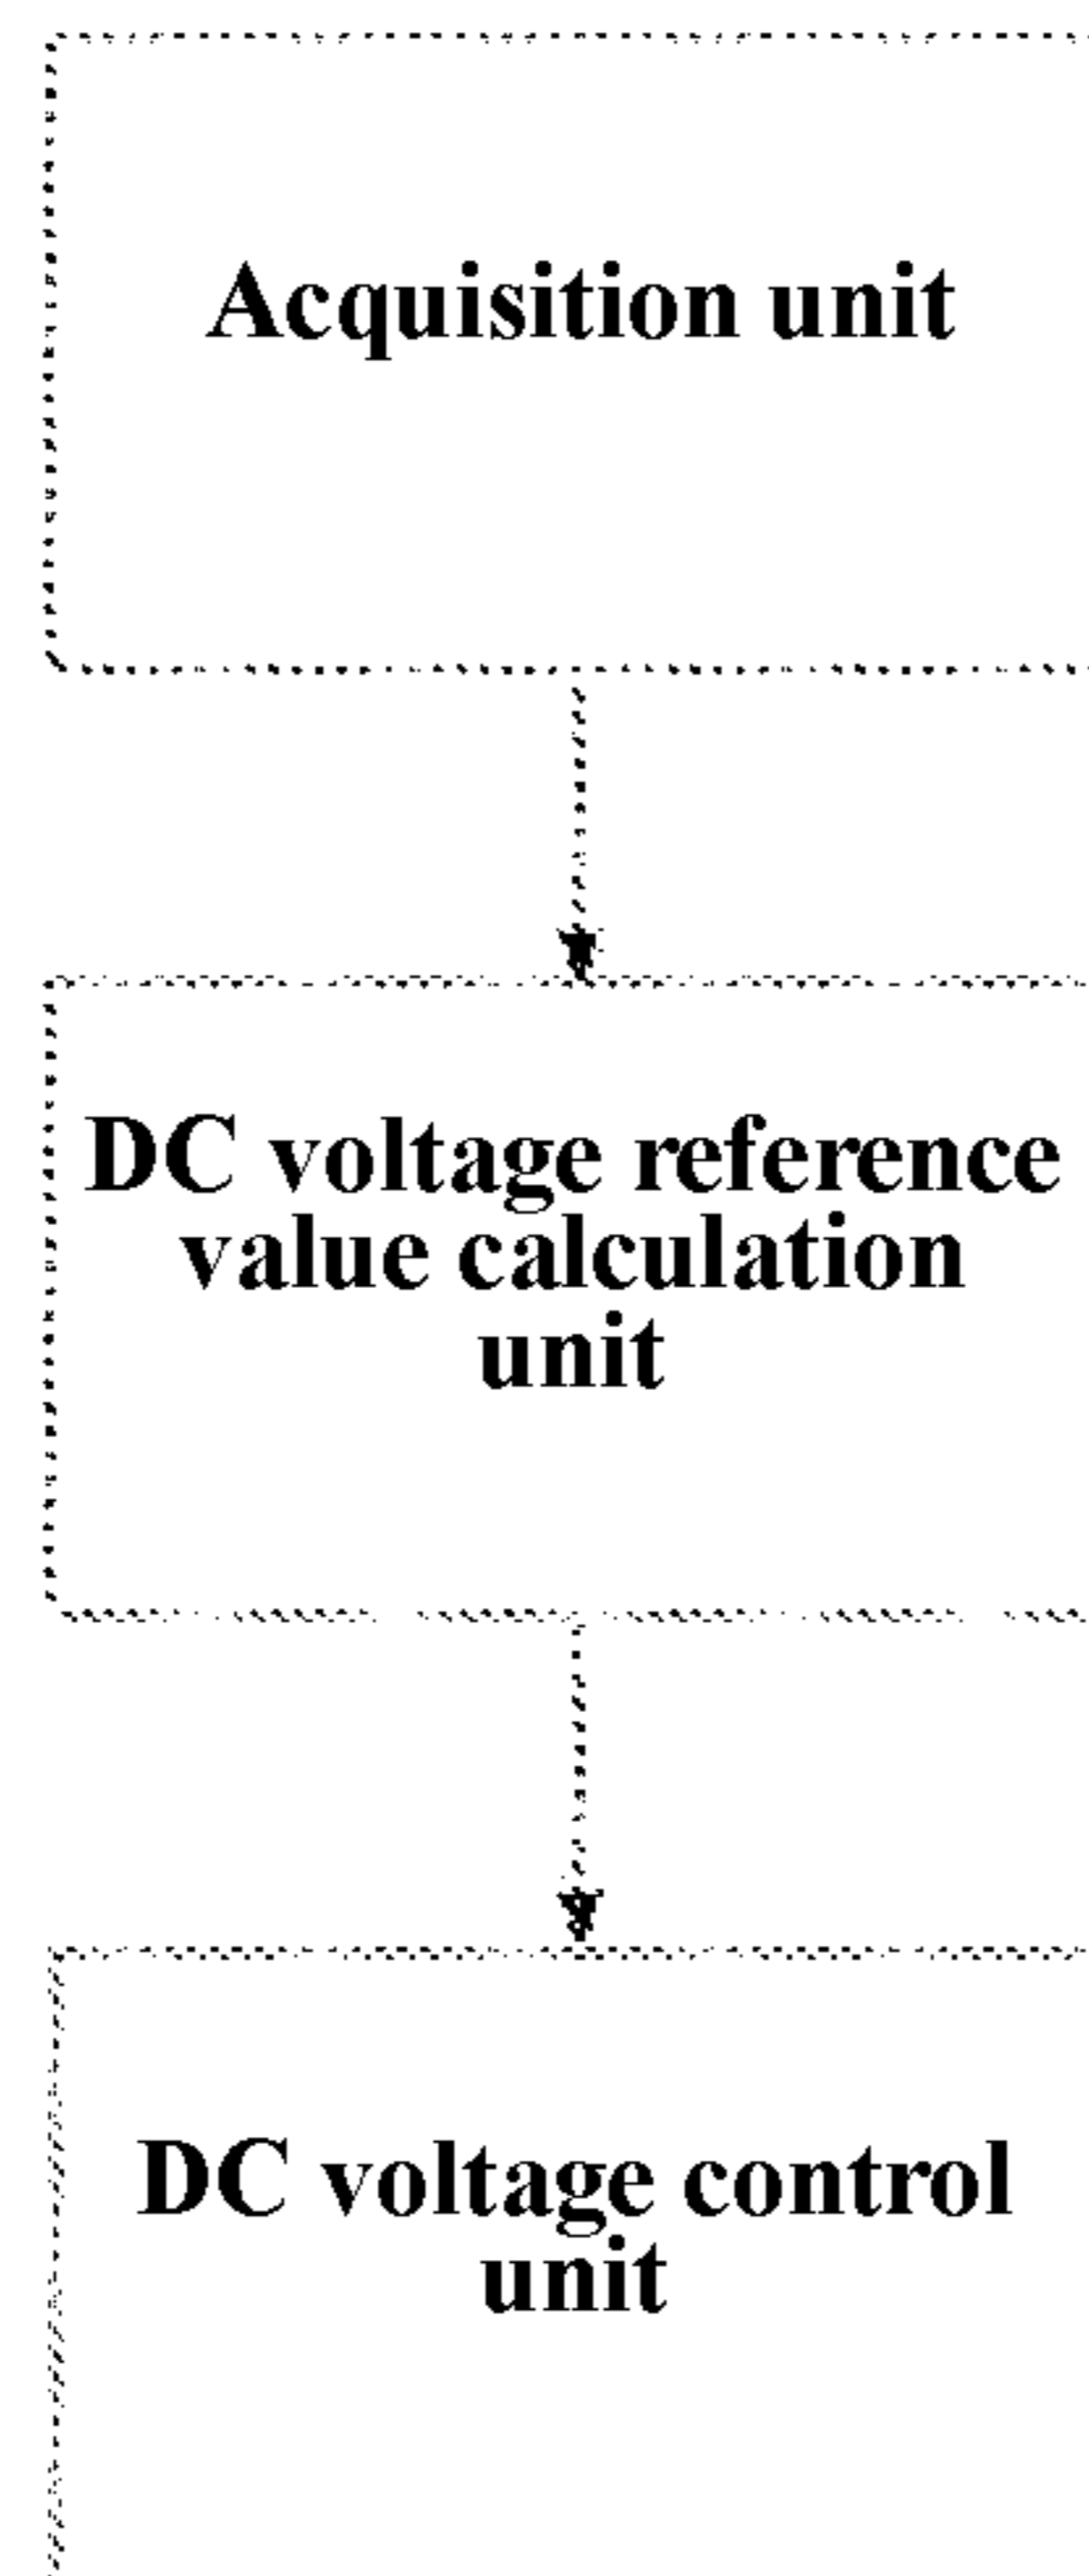 Acquisition unit
DC voltage reference
value calculation
unit
DC voltage control
unit